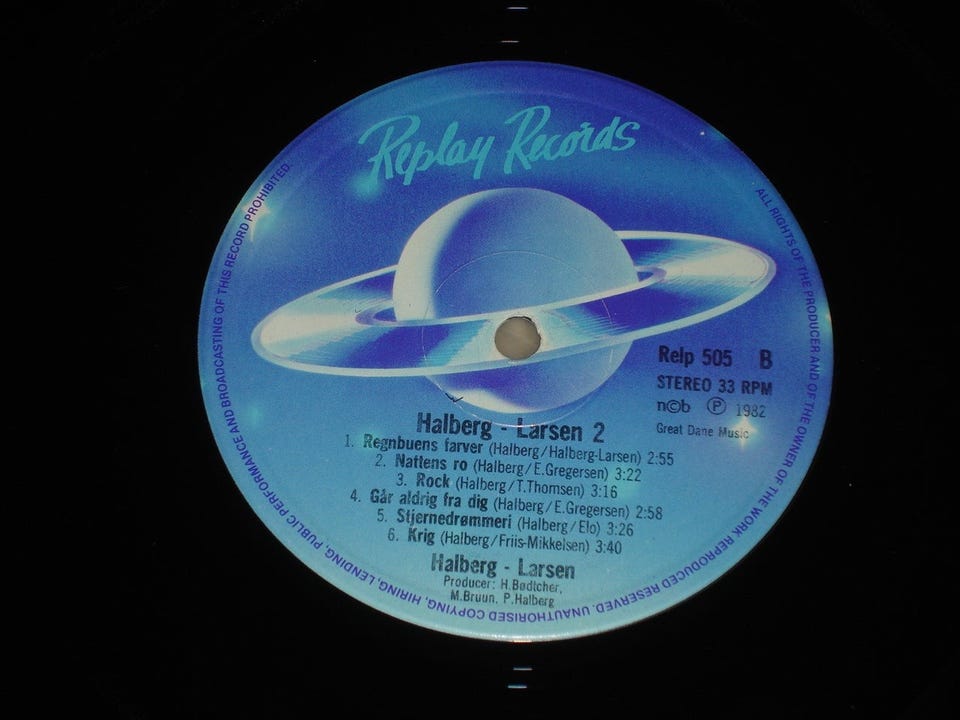 Replay Records
ALL RIGHTS OF THE PRODUCER AND OF THE OWNER OF THE WORK REPRODUCED RESERVED. UNAUTHORISED COPYING, HIRING, LENDING, PUBLIC PERFORMANCE AND BROADCASTING OF THIS RECORD PROHIBITED.
Relp 505 B
STEREO 33 RPM
n©b Ⓟ 1982
Great Dane Music
Halberg - Larsen 2
1. Regnbuens farver (Halberg/Halberg-Larsen) 2:55
2. Nattens ro (Halberg/E.Gregersen) 3:22
3. Rock (Halberg/T.Thomsen) 3:16
4. Går aldrig fra dig (Halberg/E.Gregersen) 2:58
5. Stjernedrømmeri (Halberg/Elo) 3:26
6. Krig (Halberg/Friis-Mikkelsen) 3:40
Halberg - Larsen
Producer: H.Bødtcher,
M.Bruun, P.Halberg